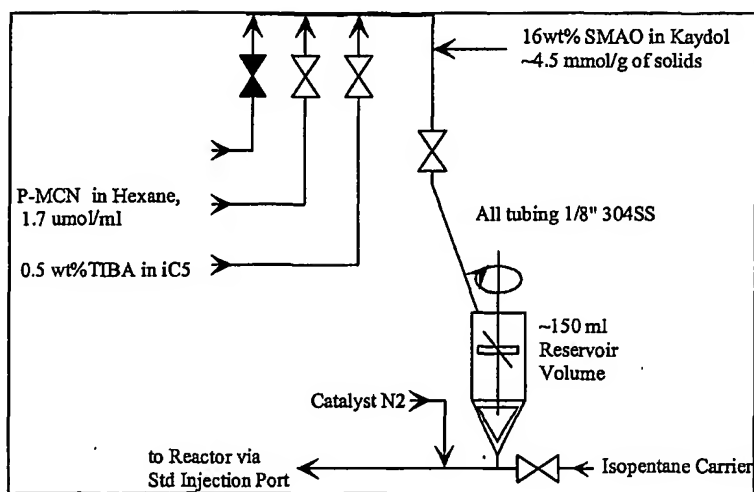 16wt% SMAO in Kaydol
~4.5 mmol/g of solids
P-MCN in Hexane,
1.7 umol/ml
All tubing 1/8" 304SS
0.5 wt%TIBA in iC5
~150 ml
Reservoir
Volume
Catalyst N2
to Reactor via
Std Injection Port
Isopentane Carrier